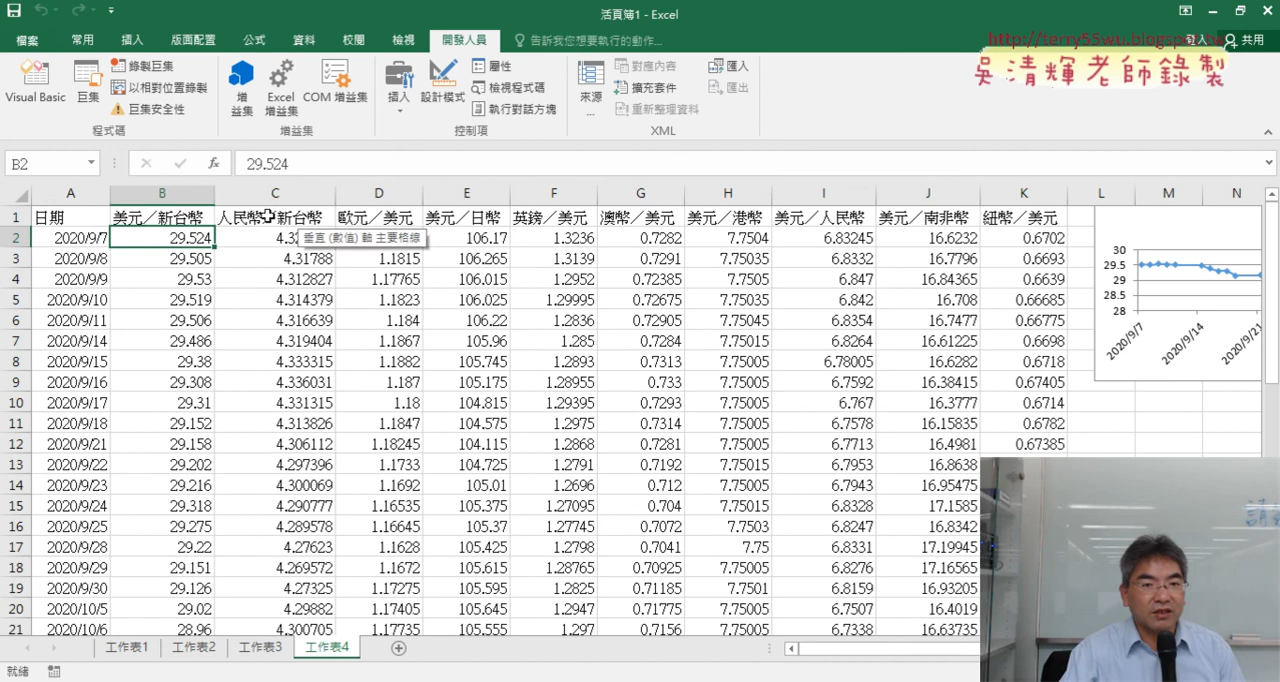 活頁簿1 - Excel
http://terry55wu.blogspot.tw
吳清輝老師錄製
檔案 常用 插入 版面配置 公式 資料 校閱 檢視 開發人員 告訴我您想要執行的動作... 登入 共用
Visual Basic 巨集 錄製巨集 以相對位置錄製 巨集安全性
增益集 Excel 增益集 COM 增益集
插入 設計模式 屬性 檢視程式碼 執行對話方塊
來源... 對應內容 擴充套件 重新整理資料 匯入 匯出
程式碼 增益集 控制項 XML
B2 fx 29.524
A B C D E F G H I J K L M N
1 日期 美元／新台幣 人民幣／新台幣 歐元／美元 美元／日幣 英鎊／美元 澳幣／美元 美元／港幣 美元／人民幣 美元／南非幣 紐幣／美元
2 2020/9/7 29.524 4.32 垂直 (數值) 軸 主要格線 106.17 1.3236 0.7282 7.7504 6.83245 16.6232 0.6702
3 2020/9/8 29.505 4.31788 1.1815 106.265 1.3139 0.7291 7.75035 6.8332 16.7796 0.6693
4 2020/9/9 29.53 4.312827 1.17765 106.015 1.2952 0.72385 7.75035 6.847 16.84365 0.6639
5 2020/9/10 29.519 4.314379 1.1823 106.025 1.29995 0.72675 7.75035 6.842 16.708 0.66685
6 2020/9/11 29.506 4.316639 1.184 106.22 1.2836 0.72905 7.75045 6.8354 16.7477 0.66775
7 2020/9/14 29.486 4.319404 1.1867 105.96 1.285 0.7284 7.75015 6.8264 16.61225 0.6698
8 2020/9/15 29.38 4.333315 1.1882 105.745 1.2893 0.7313 7.75005 6.78005 16.6282 0.6718
9 2020/9/16 29.308 4.336031 1.187 105.175 1.28955 0.733 7.75005 6.7592 16.38415 0.67405
10 2020/9/17 29.31 4.331315 1.18 104.815 1.29395 0.7293 7.75005 6.767 16.3777 0.6714
11 2020/9/18 29.152 4.313826 1.1847 104.575 1.2975 0.7314 7.75005 6.7578 16.15835 0.6782
12 2020/9/21 29.158 4.306112 1.18245 104.115 1.2868 0.7281 7.75005 6.7713 16.4981 0.67385
13 2020/9/22 29.202 4.297396 1.1733 104.725 1.2791 0.7192 7.75015 6.7953 16.8638
14 2020/9/23 29.216 4.300069 1.1692 105.01 1.2696 0.712 7.75005 6.7943 16.95475
15 2020/9/24 29.318 4.290777 1.16535 105.375 1.27095 0.704 7.75015 6.8328 17.1585
16 2020/9/25 29.275 4.289578 1.16645 105.37 1.27745 0.7072 7.7503 6.8247 16.8342
17 2020/9/28 29.22 4.27623 1.1628 105.425 1.2798 0.7041 7.75 6.8331 17.19945
18 2020/9/29 29.151 4.269572 1.1672 105.615 1.28765 0.70925 7.75005 6.8276 17.16565
19 2020/9/30 29.126 4.27325 1.17275 105.595 1.2825 0.71185 7.7501 6.8159 16.93205
20 2020/10/5 29.02 4.29882 1.17405 105.645 1.2947 0.71775 7.75005 6.7507 16.4019
21 2020/10/6 28.96 4.300705 1.17735 105.555 1.297 0.7156 7.75005 6.7338 16.63735
30
29.5
29
28.5
28
2020/9/7 2020/9/14 2020/9/21
工作表1 工作表2 工作表3 工作表4
就緒